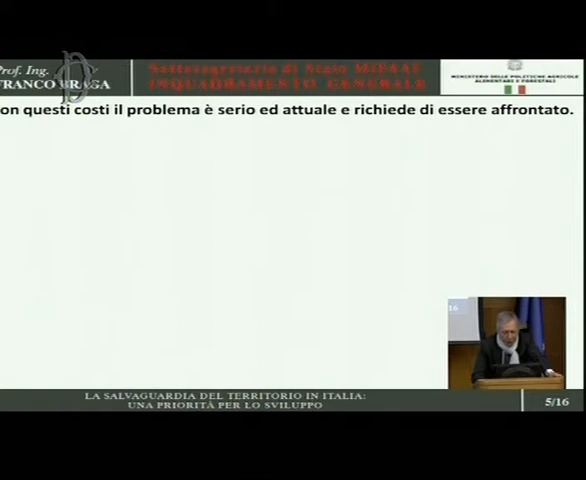 Prof. Ing.
FRANCO BRAGA
Sottosegretario di Stato MIPAAF
INQUADRAMENTO GENERALE
MINISTERO DELLE POLITICHE AGRICOLE
ALIMENTARI E FORESTALI
on questi costi il problema è serio ed attuale e richiede di essere affrontato.
16
LA SALVAGUARDIA DEL TERRITORIO IN ITALIA:
UNA PRIORITÀ PER LO SVILUPPO
5/16